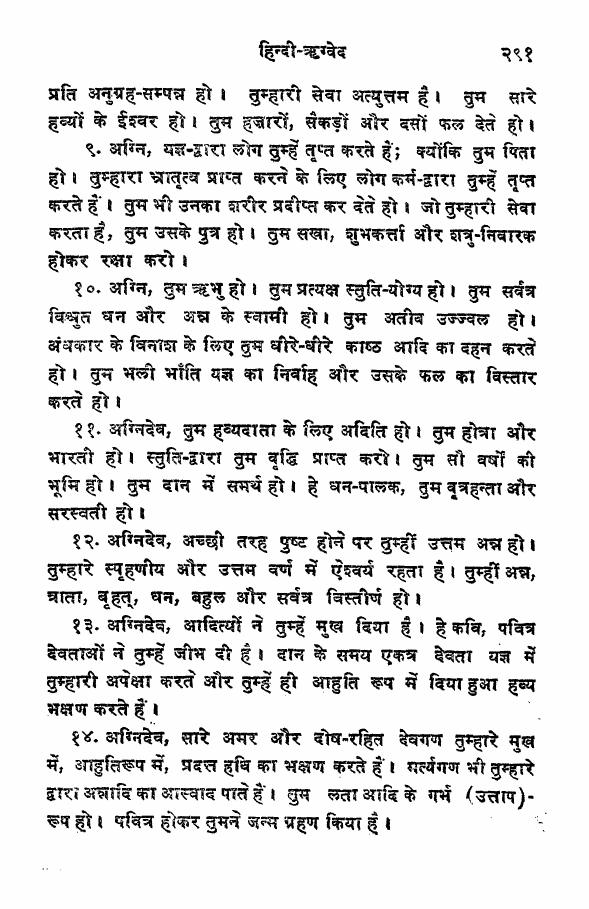 हिन्दी-ऋग्वेद २९१
प्रति अनुग्रह-सम्पन्न हो। तुम्हारी सेवा अत्युत्तम है। तुम सारे
हव्यों के ईश्वर हो। तुम हजारों, सैकड़ों और दसों फल देते हो।
९. अग्नि, यज्ञ-द्वारा लोग तुम्हें तृप्त करते हैं; क्योंकि तुम पिता
हो। तुम्हारा भ्रातृत्व प्राप्त करने के लिए लोग कर्म-द्वारा तुम्हें तृप्त
करते हैं। तुम भी उनका शरीर प्रदीप्त कर देते हो। जो तुम्हारी सेवा
करता है, तुम उसके पुत्र हो। तुम सखा, शुभकर्त्ता और शत्रु-निवारक
होकर रक्षा करो।
१०. अग्नि, तुम ऋभु हो। तुम प्रत्यक्ष स्तुति-योग्य हो। तुम सर्वत्र
विश्रुत धन और अन्न के स्वामी हो। तुम अतीव उज्ज्वल हो।
अंधकार के विनाश के लिए तुम धीरे-धीरे काष्ठ आदि का दहन करते
हो। तुम भली भाँति यज्ञ का निर्वाह और उसके फल का विस्तार
करते हो।
११. अग्निदेव, तुम हव्यदाता के लिए अदिति हो। तुम होत्रा और
भारती हो। स्तुति-द्वारा तुम वृद्धि प्राप्त करो। तुम सौ वर्षों की
भूमि हो। तुम दान में समर्थ हो। हे धन-पालक, तुम वृत्रहन्ता और
सरस्वती हो।
१२. अग्निदेव, अच्छी तरह पुष्ट होने पर तुम्हीं उत्तम अन्न हो।
तुम्हारे स्पृहणीय और उत्तम वर्ण में ऐश्वर्य रहता है। तुम्हीं अन्न,
त्राता, बृहत्, धन, बहुल और सर्वत्र विस्तीर्ण हो।
१३. अग्निदेव, आदित्यों ने तुम्हें मुख दिया है। हे कवि, पवित्र
देवताओं ने तुम्हें जीभ दी है। दान के समय एकत्र देवता यज्ञ में
तुम्हारी अपेक्षा करते और तुम्हें ही आहुति रूप में दिया हुआ हव्य
भक्षण करते हैं।
१४. अग्निदेव, सारे अमर और दोष-रहित देवगण तुम्हारे मुख
में, आहुतिरूप में, प्रदत्त हवि का भक्षण करते हैं। मर्त्यगण भी तुम्हारे
द्वारा अन्नादि का आस्वाद पाते हैं। तुम लता आदि के गर्भ (उत्ताप)-
रूप हो। पवित्र होकर तुमने जन्म ग्रहण किया है।